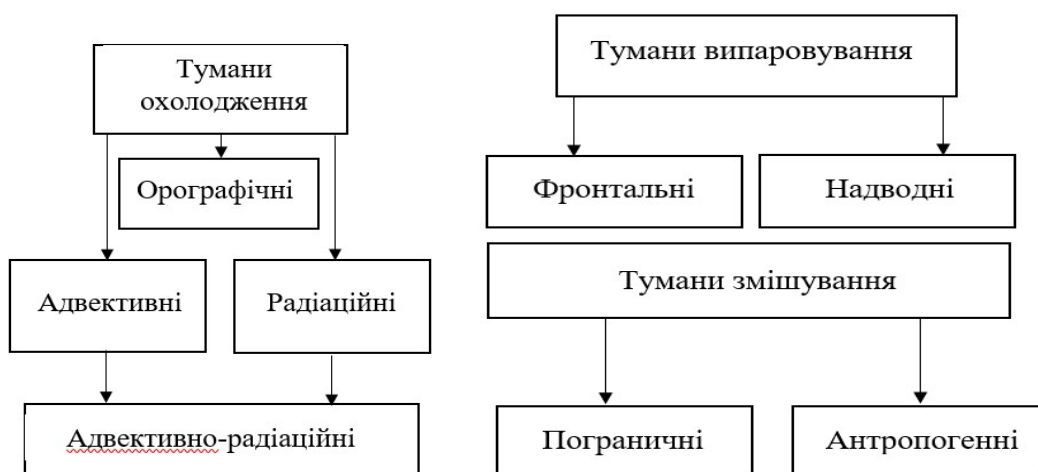 Тумани
охолодження
Орографічні
Адвективні
Радіаційні
Адвективно-радіаційні
Тумани випаровування
Фронтальні
Надводні
Тумани змішування
Пограничні
Антропогенні